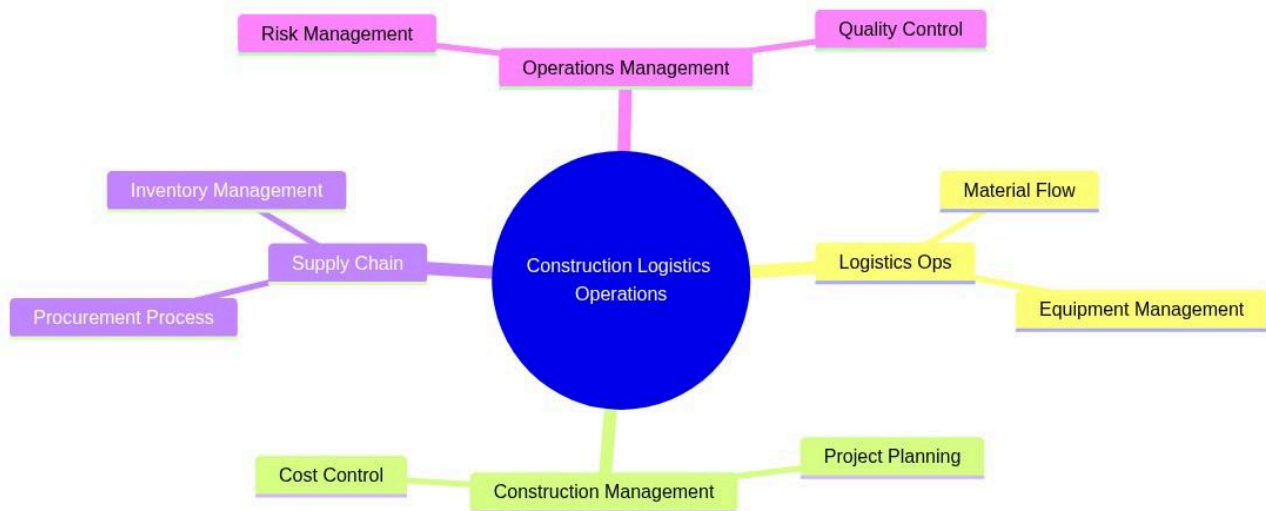 Risk Management
Quality Control
Operations Management
Inventory Management
Material Flow
Supply Chain
Construction Logistics
Operations
Logistics Ops
Procurement Process
Equipment Management
Cost Control
Project Planning
Construction Management